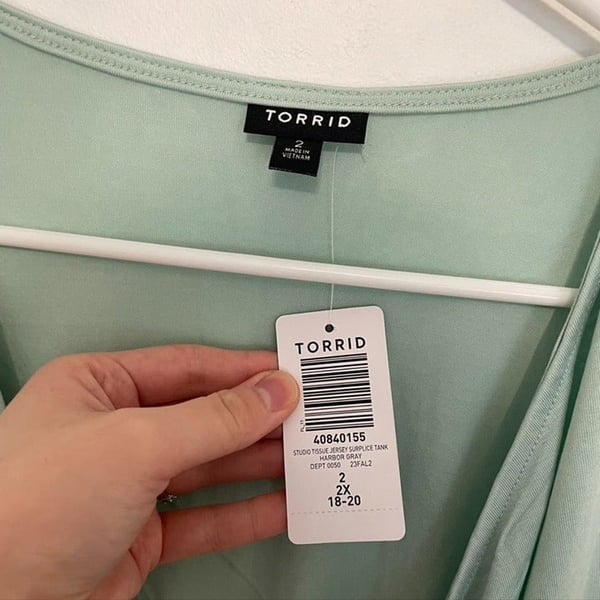 TORRID
2
MADE IN
VIETNAM
TORRID
40840155
STUDIO TISSUE JERSEY SURPLICE TANK
HARBOR GRAY
DEPT 0050 23FAL2
2
2X
18-20